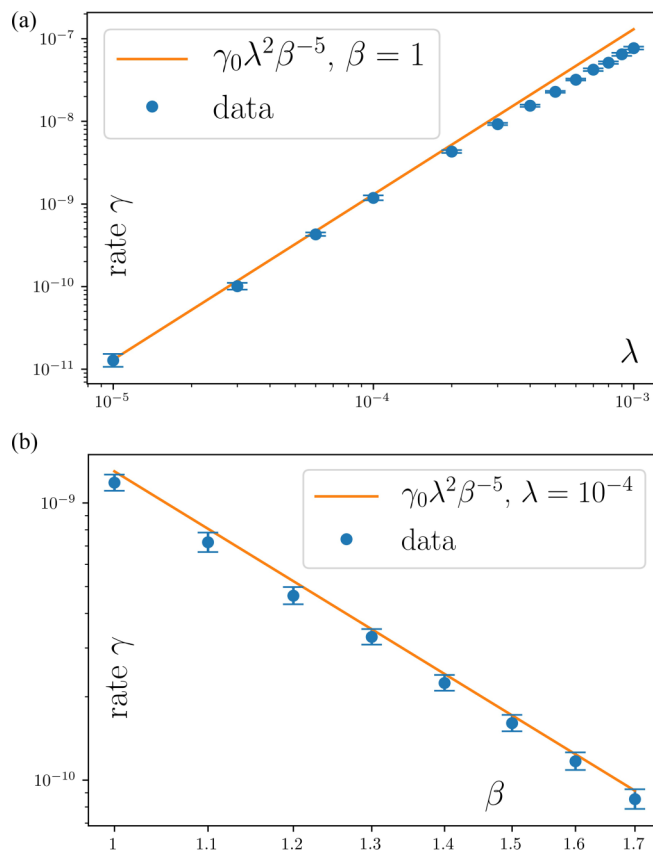 (a)
γ₀λ²β⁻⁵, β = 1
data
rate γ
10⁻⁷
10⁻⁸
10⁻⁹
10⁻¹⁰
10⁻¹¹
λ
10⁻⁵
10⁻⁴
10⁻³
(b)
γ₀λ²β⁻⁵, λ = 10⁻⁴
data
rate γ
10⁻⁹
10⁻¹⁰
β
1
1.1
1.2
1.3
1.4
1.5
1.6
1.7